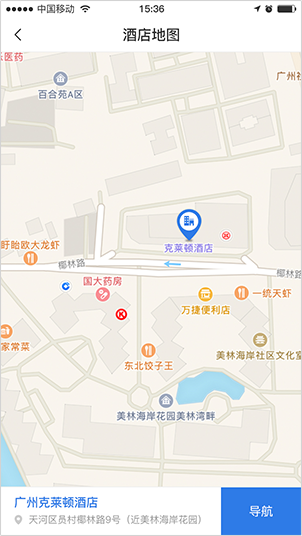 中国移动
15:36
酒店地图
医药
百合苑A区
广州
克莱顿酒店
盱眙欧大龙虾
椰林路
椰林路
国大药房
一统天虾
万捷便利店
家常菜
东北饺子王
美林海岸社区文化
美林海岸花园美林湾畔
广州克莱顿酒店
天河区员村椰林路9号（近美林海岸花园）
导航